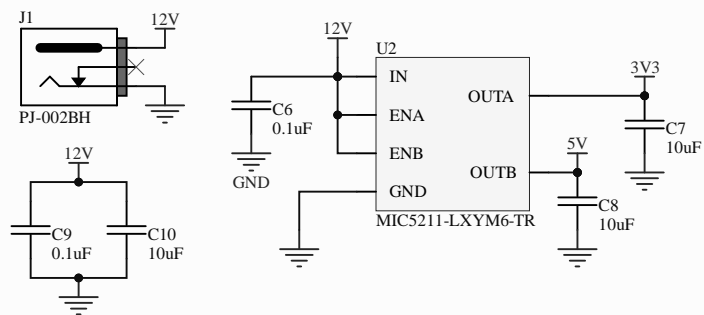 J1
12V
PJ-002BH
12V
C9
0.1uF
C10
10uF
12V
C6
0.1uF
GND
U2
IN
ENA
ENB
GND
OUTA
OUTB
MIC5211-LXYM6-TR
3V3
C7
10uF
5V
C8
10uF